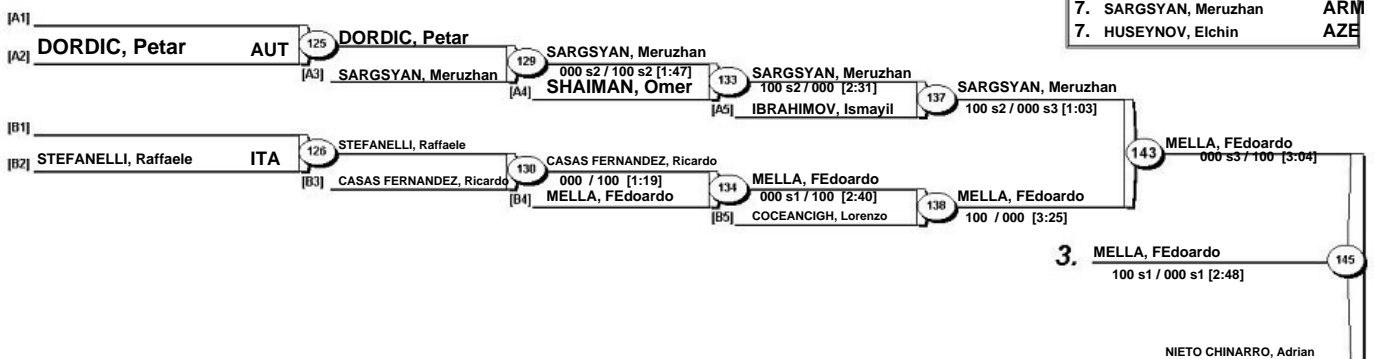 7. SARGSYAN, Meruzhan ARM
7. HUSEYNOV, Elchin AZE
[A1]
[A2] DORDIC, Petar AUT
125
DORDIC, Petar
[A3] SARGSYAN, Meruzhan
129
SARGSYAN, Meruzhan
000 s2 / 100 s2 [1:47]
[A4] SHAIMAN, Omer
133
SARGSYAN, Meruzhan
100 s2 / 000 [2:31]
[A5] IBRAHIMOV, Ismayil
137
SARGSYAN, Meruzhan
100 s2 / 000 s3 [1:03]
[B1]
[B2] STEFANELLI, Raffaele ITA
126
STEFANELLI, Raffaele
[B3] CASAS FERNANDEZ, Ricardo
130
CASAS FERNANDEZ, Ricardo
000 / 100 [1:19]
[B4] MELLA, FEdoardo
134
MELLA, FEdoardo
000 s1 / 100 [2:40]
[B5] COCEANCIGH, Lorenzo
138
MELLA, FEdoardo
100 / 000 [3:25]
143
MELLA, FEdoardo
000 s3 / 100 [3:04]
3. MELLA, FEdoardo
100 s1 / 000 s1 [2:48]
145
NIETO CHINARRO, Adrian